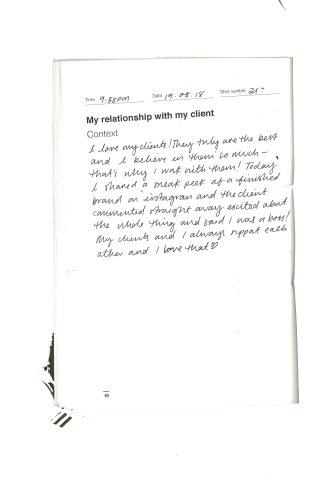 Time 9:28PM Date 19.08.18 Shot number 21
My relationship with my client
Context
I love my clients! They truly are the best
and I believe in them so much -
that's why I work with them! Today,
I shared a sneak peek of a finished
brand on instagram and the client
commented straight away excited about
the whole thing and said I was a boss!
My clients and I always support each
other and I love that